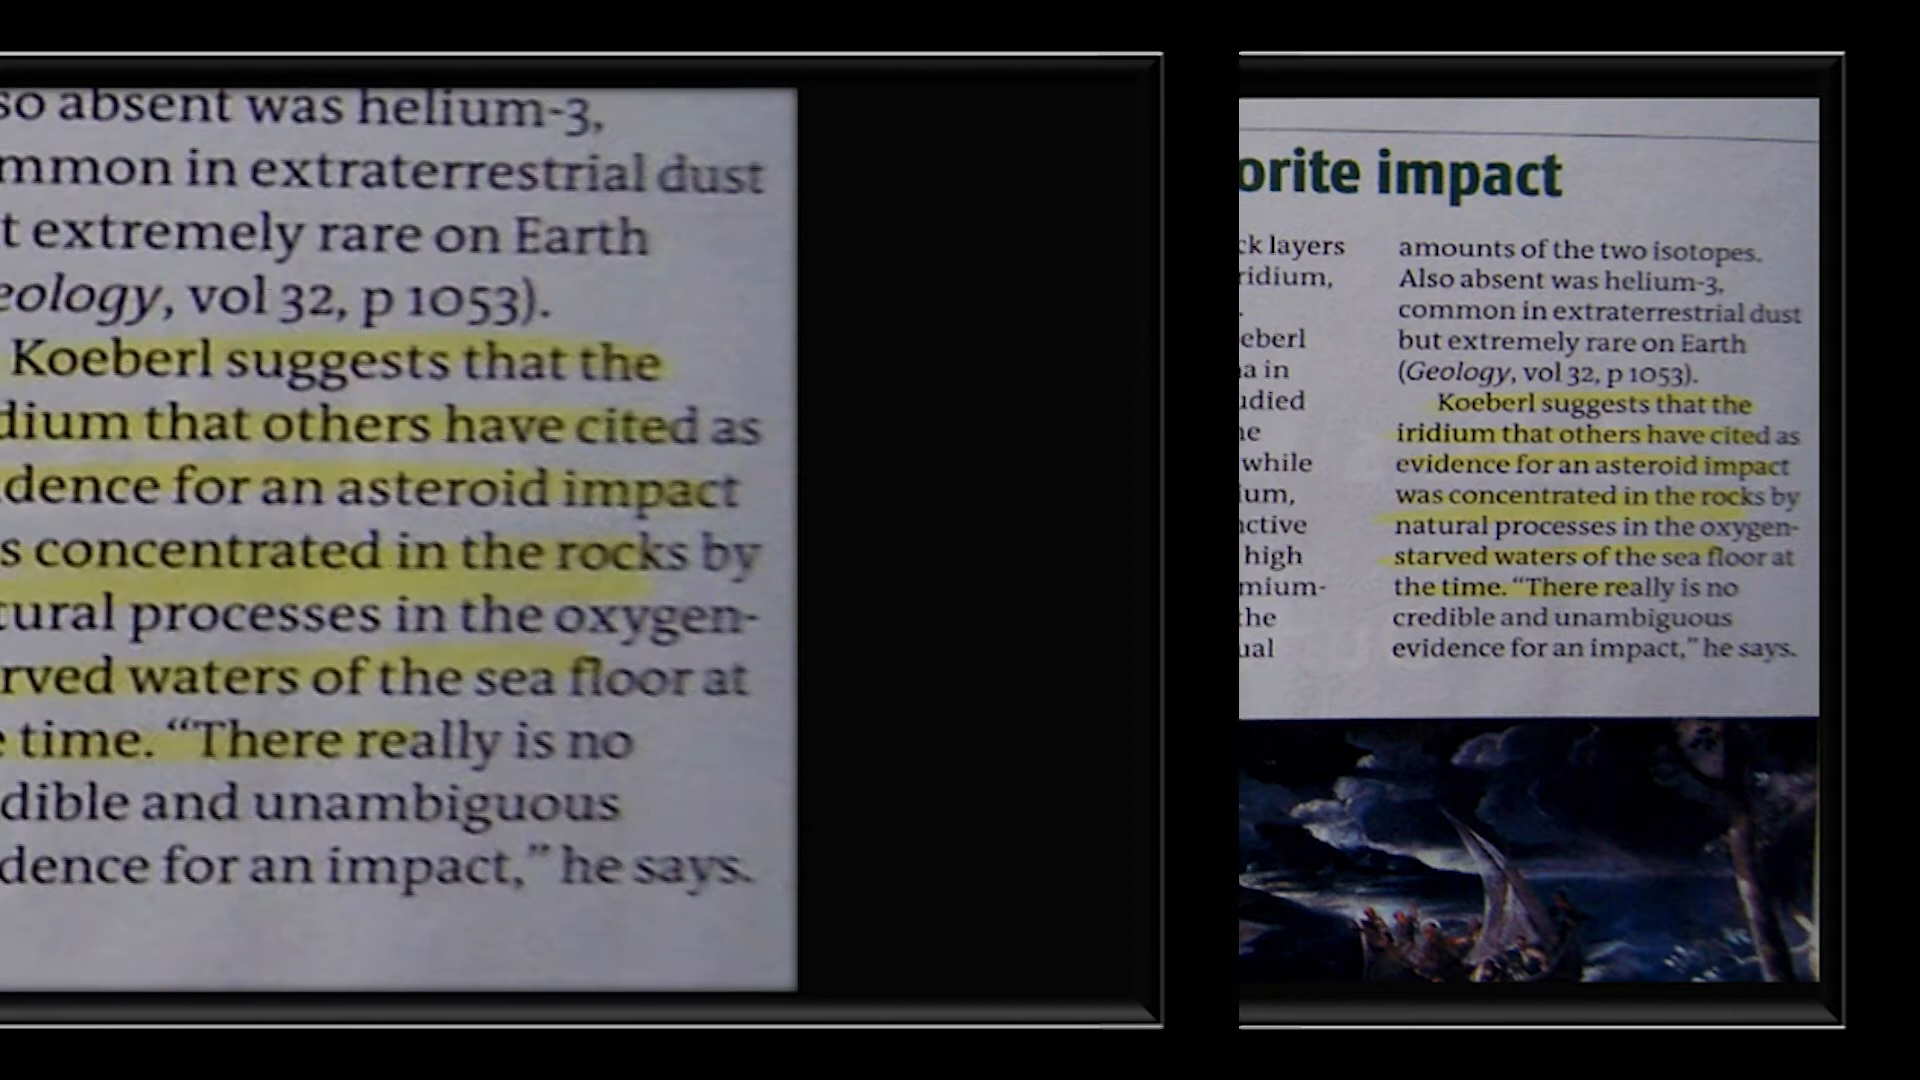 so absent was helium-3,
mmon in extraterrestrial dust
t extremely rare on Earth
eology, vol 32, p 1053).
Koeberl suggests that the
dium that others have cited as
dence for an asteroid impact
s concentrated in the rocks by
tural processes in the oxygen-
rved waters of the sea floor at
e time. “There really is no
dible and unambiguous
dence for an impact,” he says.
orite impact
ck layers
ridium,
.
eberl
a in
udied
ne
while
ium,
active
high
mium-
the
ual
amounts of the two isotopes.
Also absent was helium-3,
common in extraterrestrial dust
but extremely rare on Earth
(Geology, vol 32, p 1053).
Koeberl suggests that the
iridium that others have cited as
evidence for an asteroid impact
was concentrated in the rocks by
natural processes in the oxygen-
starved waters of the sea floor at
the time. “There really is no
credible and unambiguous
evidence for an impact,” he says.